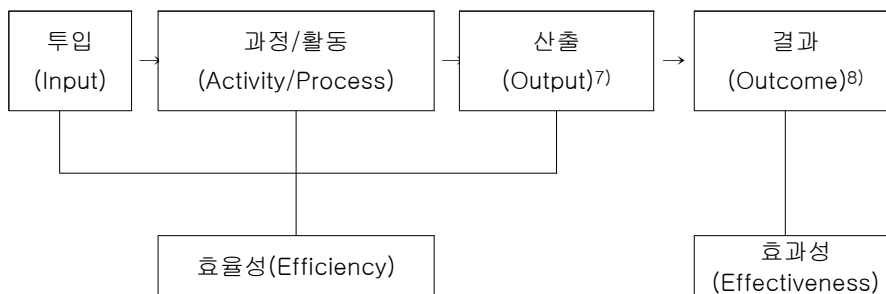 투입 → 과정/활동 → 산출 → 결과
(Input) (Activity/Process) (Output)7) (Outcome)8)
효율성(Efficiency) 효과성
(Effectiveness)